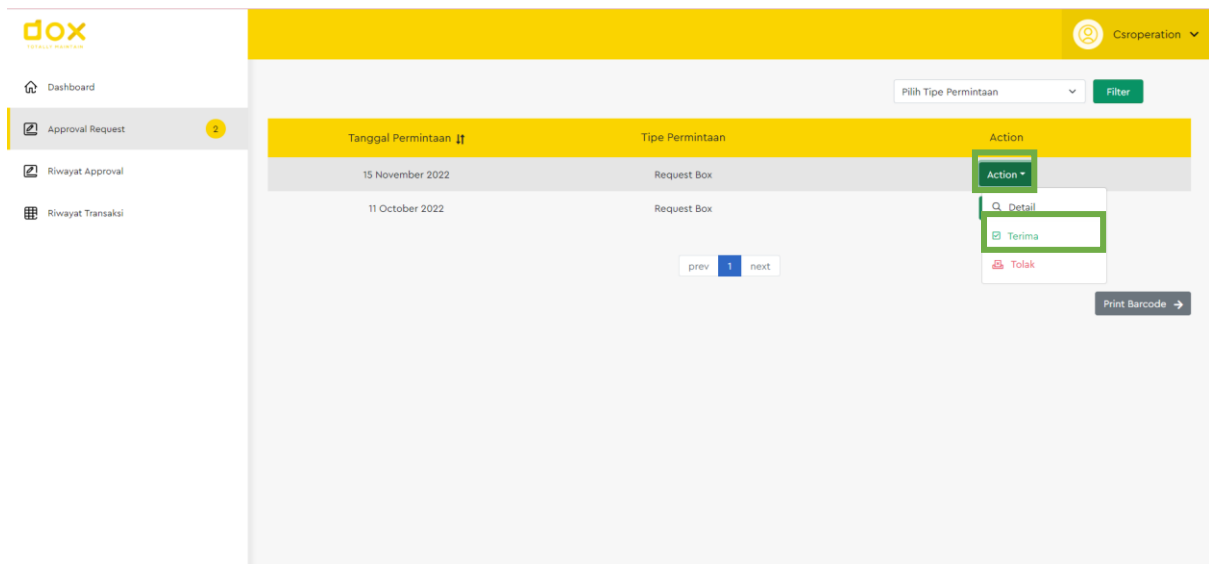 dox
TOTALLY MAINTAIN
Csroperation
Dashboard
Pilih Tipe Permintaan
Filter
Approval Request 2
Tanggal Permintaan Tipe Permintaan Action
Riwayat Approval
15 November 2022 Request Box Action
Riwayat Transaksi
11 October 2022 Request Box
Detail
Terima
Tolak
prev 1 next
Print Barcode